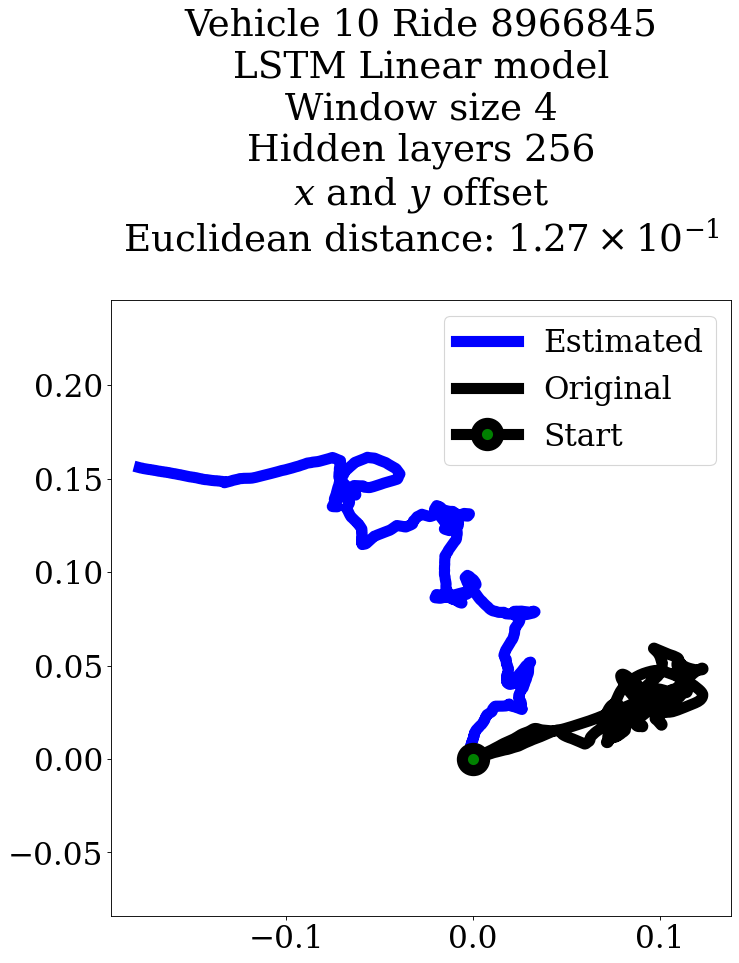 Vehicle 10 Ride 8966845
LSTM Linear model
Window size 4
Hidden layers 256
x and y offset
Euclidean distance: 1.27 × 10⁻¹
Estimated
Original
Start
0.20
0.15
0.10
0.05
0.00
−0.05
−0.1
0.0
0.1